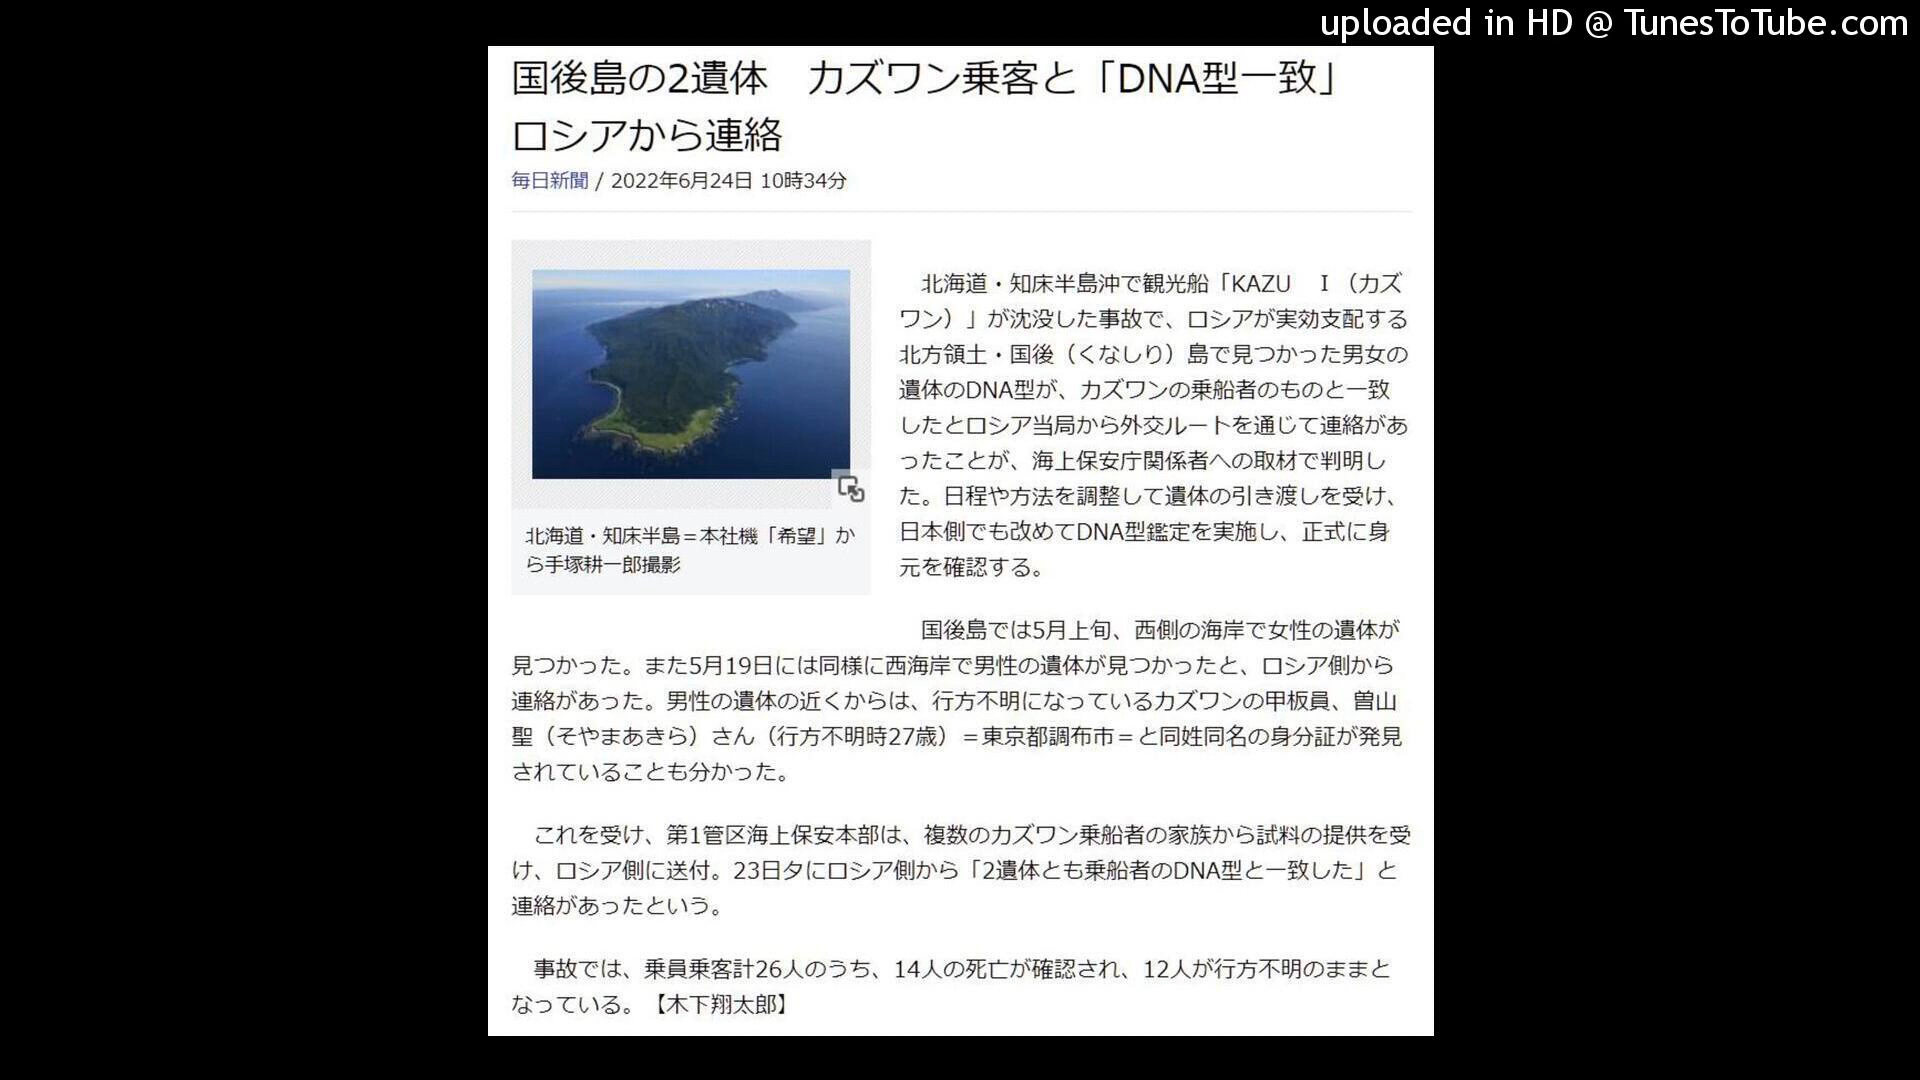 uploaded in HD @ TunesToTube.com
国後島の2遺体　カズワン乗客と「DNA型一致」
ロシアから連絡
毎日新聞 / 2022年6月24日 10時34分
北海道・知床半島＝本社機「希望」か
ら手塚耕一郎撮影
　北海道・知床半島沖で観光船「KAZU　Ｉ（カズ
ワン）」が沈没した事故で、ロシアが実効支配する
北方領土・国後（くなしり）島で見つかった男女の
遺体のDNA型が、カズワンの乗船者のものと一致
したとロシア当局から外交ルートを通じて連絡があ
ったことが、海上保安庁関係者への取材で判明し
た。日程や方法を調整して遺体の引き渡しを受け、
日本側でも改めてDNA型鑑定を実施し、正式に身
元を確認する。
　国後島では5月上旬、西側の海岸で女性の遺体が
見つかった。また5月19日には同様に西海岸で男性の遺体が見つかったと、ロシア側から
連絡があった。男性の遺体の近くからは、行方不明になっているカズワンの甲板員、曽山
聖（そやまあきら）さん（行方不明時27歳）＝東京都調布市＝と同姓同名の身分証が発見
されていることも分かった。
　これを受け、第1管区海上保安本部は、複数のカズワン乗船者の家族から試料の提供を受
け、ロシア側に送付。23日夕にロシア側から「2遺体とも乗船者のDNA型と一致した」と
連絡があったという。
　事故では、乗員乗客計26人のうち、14人の死亡が確認され、12人が行方不明のままと
なっている。【木下翔太郎】